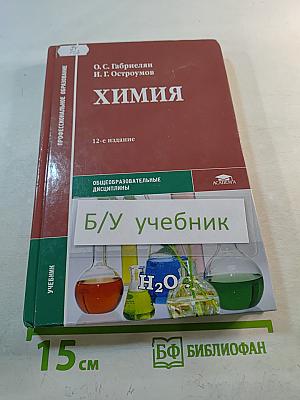 О. С. Габриелян
И. Г. Остроумов
ХИМИЯ
12-е издание
ПРОФЕССИОНАЛЬНОЕ ОБРАЗОВАНИЕ
ОБЩЕОБРАЗОВАТЕЛЬНЫЕ
ДИСЦИПЛИНЫ
ACADEMA
Б/У учебник
УЧЕБНИК
H₂O
15 см
БФ БИБЛИОФАН